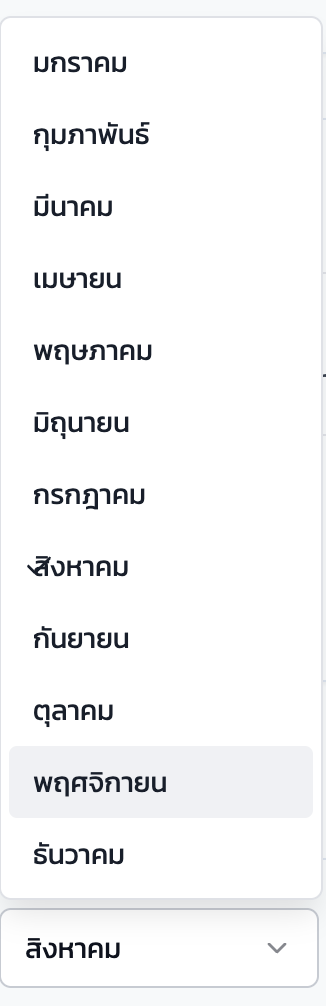 มกราคม
กุมภาพันธ์
มีนาคม
เมษายน
พฤษภาคม
มิถุนายน
กรกฎาคม
สิงหาคม
กันยายน
ตุลาคม
พฤศจิกายน
ธันวาคม
สิงหาคม